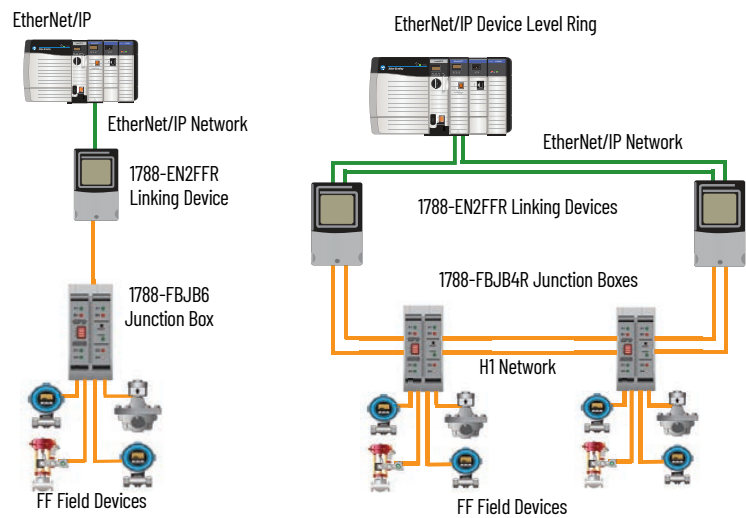 EtherNet/IP
EtherNet/IP Network
1788-EN2FFR
Linking Device
1788-FBJB6
Junction Box
FF Field Devices
EtherNet/IP Device Level Ring
EtherNet/IP Network
1788-EN2FFR Linking Devices
1788-FBJB4R Junction Boxes
H1 Network
FF Field Devices